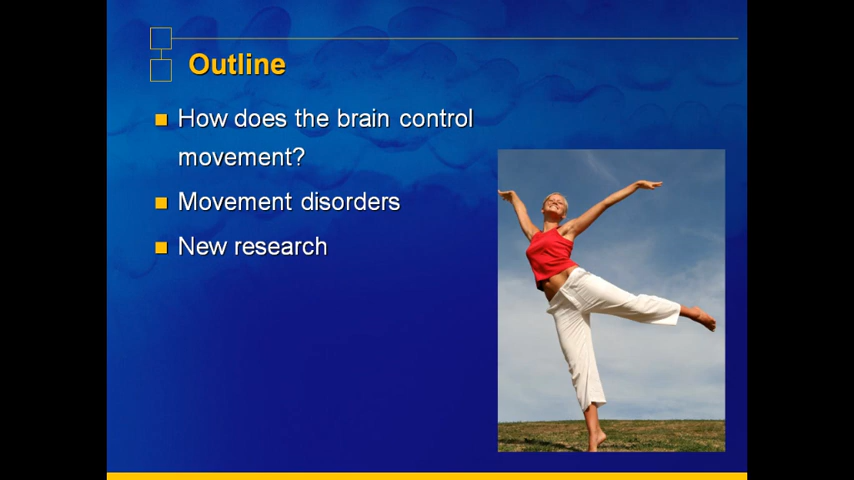 Outline
How does the brain control
movement?
Movement disorders
New research